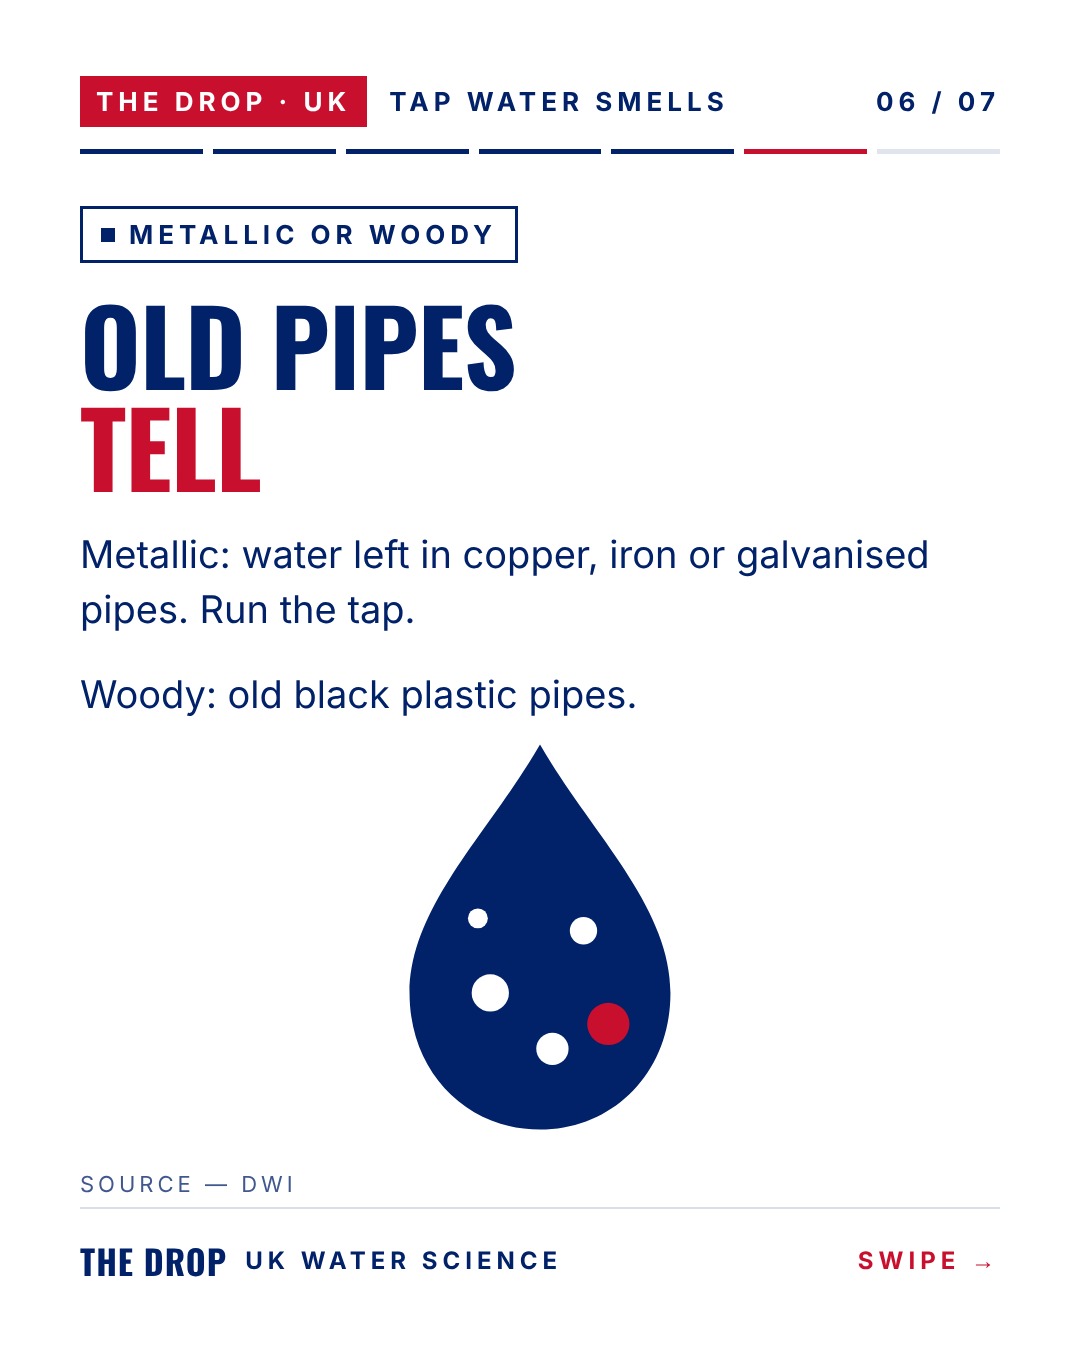 THE DROP · UK TAP WATER SMELLS 06 / 07
METALLIC OR WOODY
OLD PIPES
TELL
Metallic: water left in copper, iron or galvanised
pipes. Run the tap.
Woody: old black plastic pipes.
SOURCE — DWI
THE DROP UK WATER SCIENCE SWIPE →